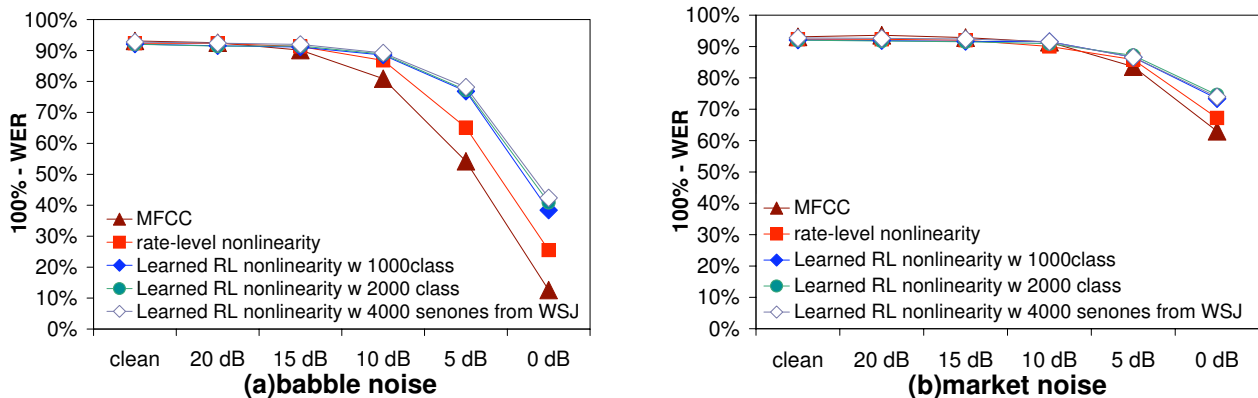 100%
90%
80%
70%
60%
50%
40%
30%
20%
10%
0%
100% - WER
MFCC
rate-level nonlinearity
Learned RL nonlinearity w 1000class
Learned RL nonlinearity w 2000 class
Learned RL nonlinearity w 4000 senones from WSJ
clean 20 dB 15 dB 10 dB 5 dB 0 dB
(a)babble noise
100%
90%
80%
70%
60%
50%
40%
30%
20%
10%
0%
100% - WER
MFCC
rate-level nonlinearity
Learned RL nonlinearity w 1000class
Learned RL nonlinearity w 2000 class
Learned RL nonlinearity w 4000 senones from WSJ
clean 20 dB 15 dB 10 dB 5 dB 0 dB
(b)market noise